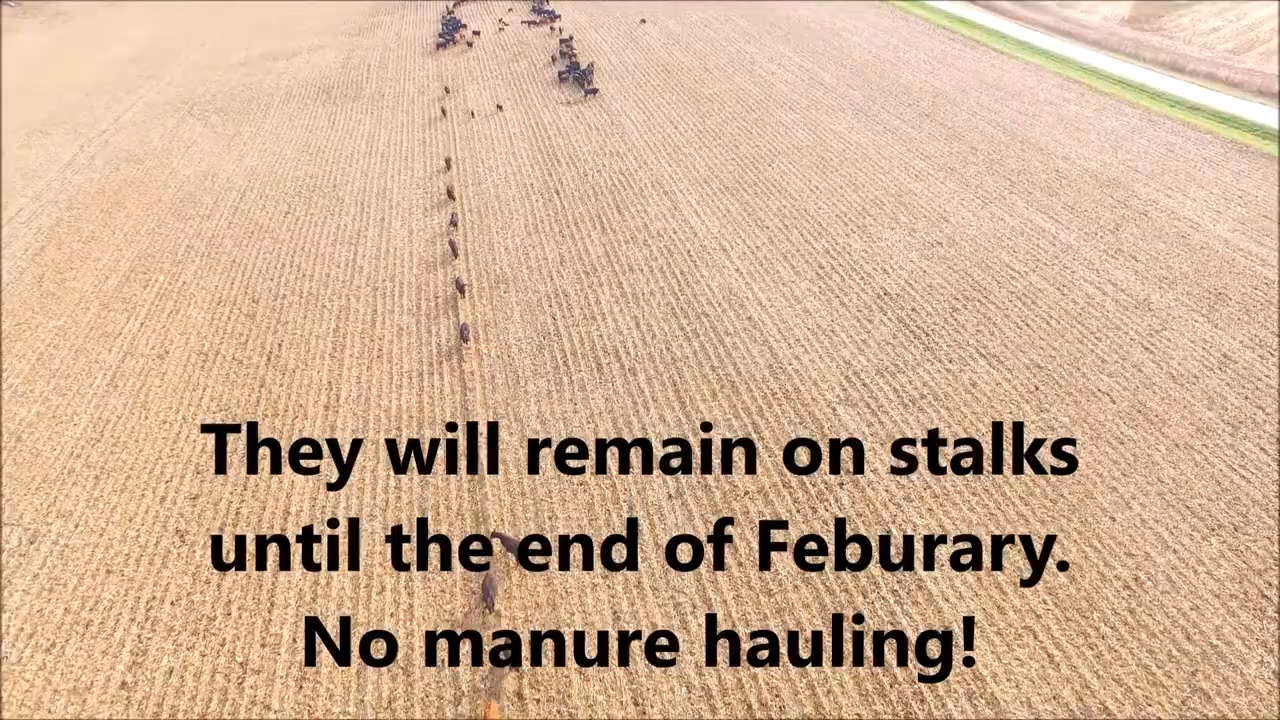 They will remain on stalks
until the end of Feburary.
No manure hauling!